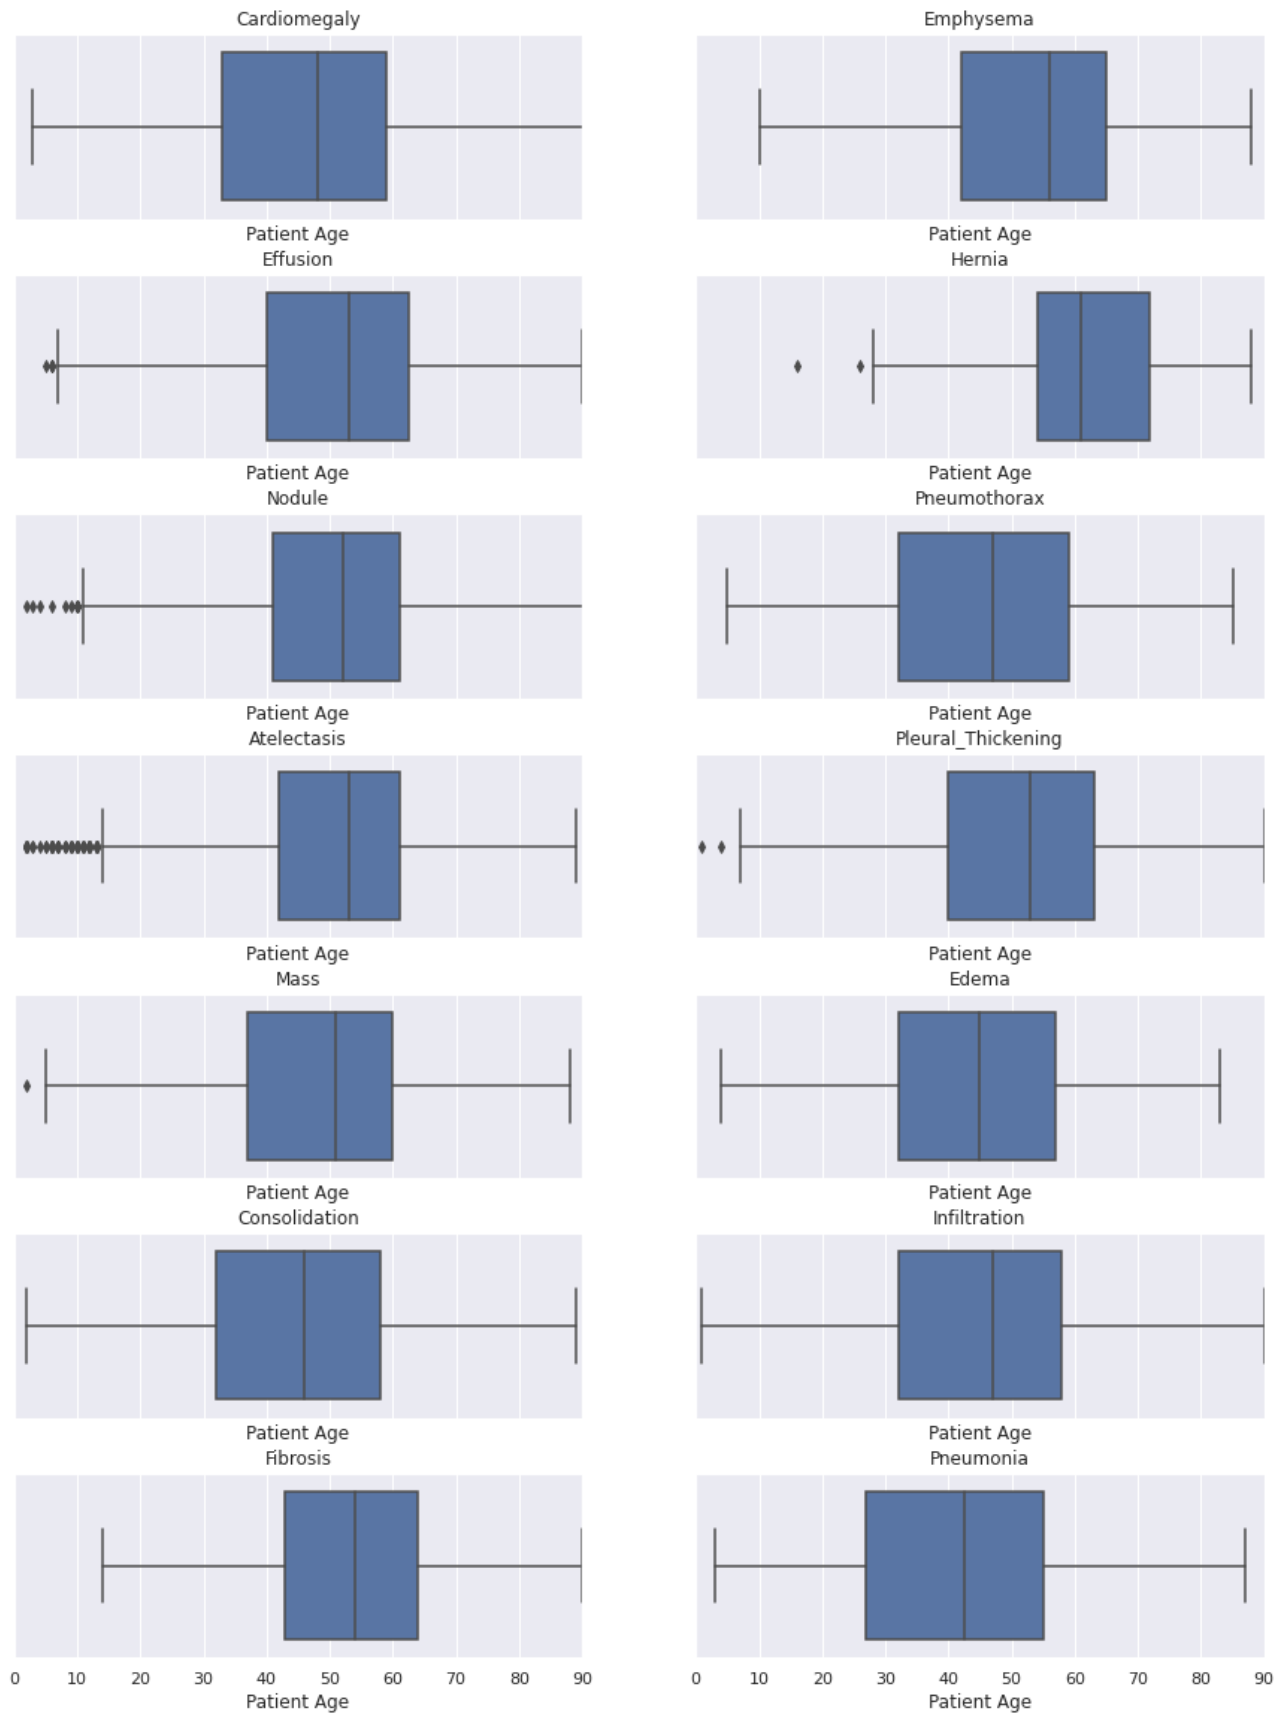 Cardiomegaly
Emphysema
Patient Age
Patient Age
Effusion
Hernia
Patient Age
Patient Age
Nodule
Pneumothorax
Patient Age
Patient Age
Atelectasis
Pleural_Thickening
Patient Age
Patient Age
Mass
Edema
Patient Age
Patient Age
Consolidation
Infiltration
Patient Age
Patient Age
Fibrosis
Pneumonia
0 10 20 30 40 50 60 70 80 90
0 10 20 30 40 50 60 70 80 90
Patient Age
Patient Age